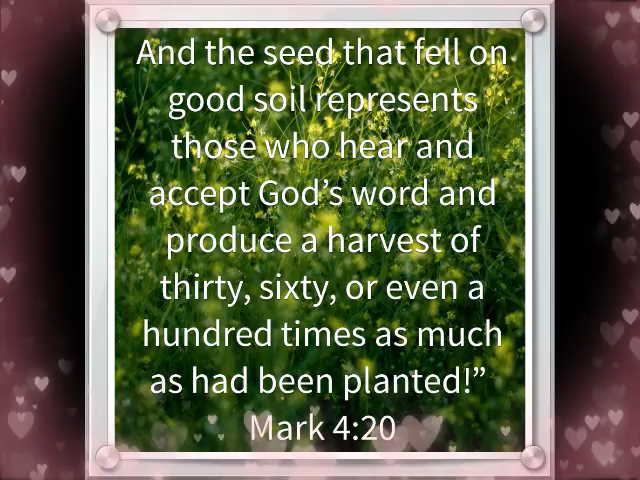 And the seed that fell on
good soil represents
those who hear and
accept God’s word and
produce a harvest of
thirty, sixty, or even a
hundred times as much
as had been planted!”
Mark 4:20